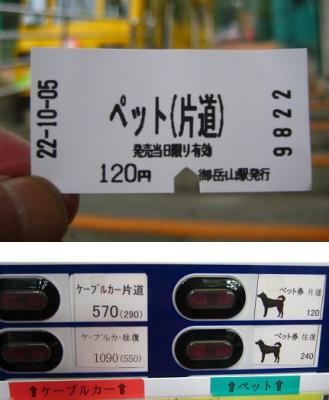 22-10-05
ペット(片道)
発売当日限り有効
120円
御岳山駅発行
9822
ケーブルカー片道
570(290)
ペット券 片道
120
ケーブルカー往復
1090(550)
ペット券 往復
240
⇧ケーブルカー⇧
⇧ペット⇧